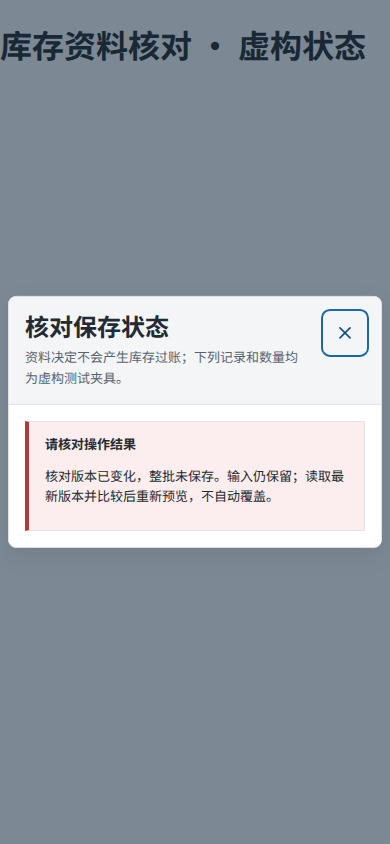 库存资料核对 · 虚构状态
核对保存状态
资料决定不会产生库存过账；下列记录和数量均
为虚构测试夹具。
请核对操作结果
核对版本已变化，整批未保存。输入仍保留；读取最
新版本并比较后重新预览，不自动覆盖。